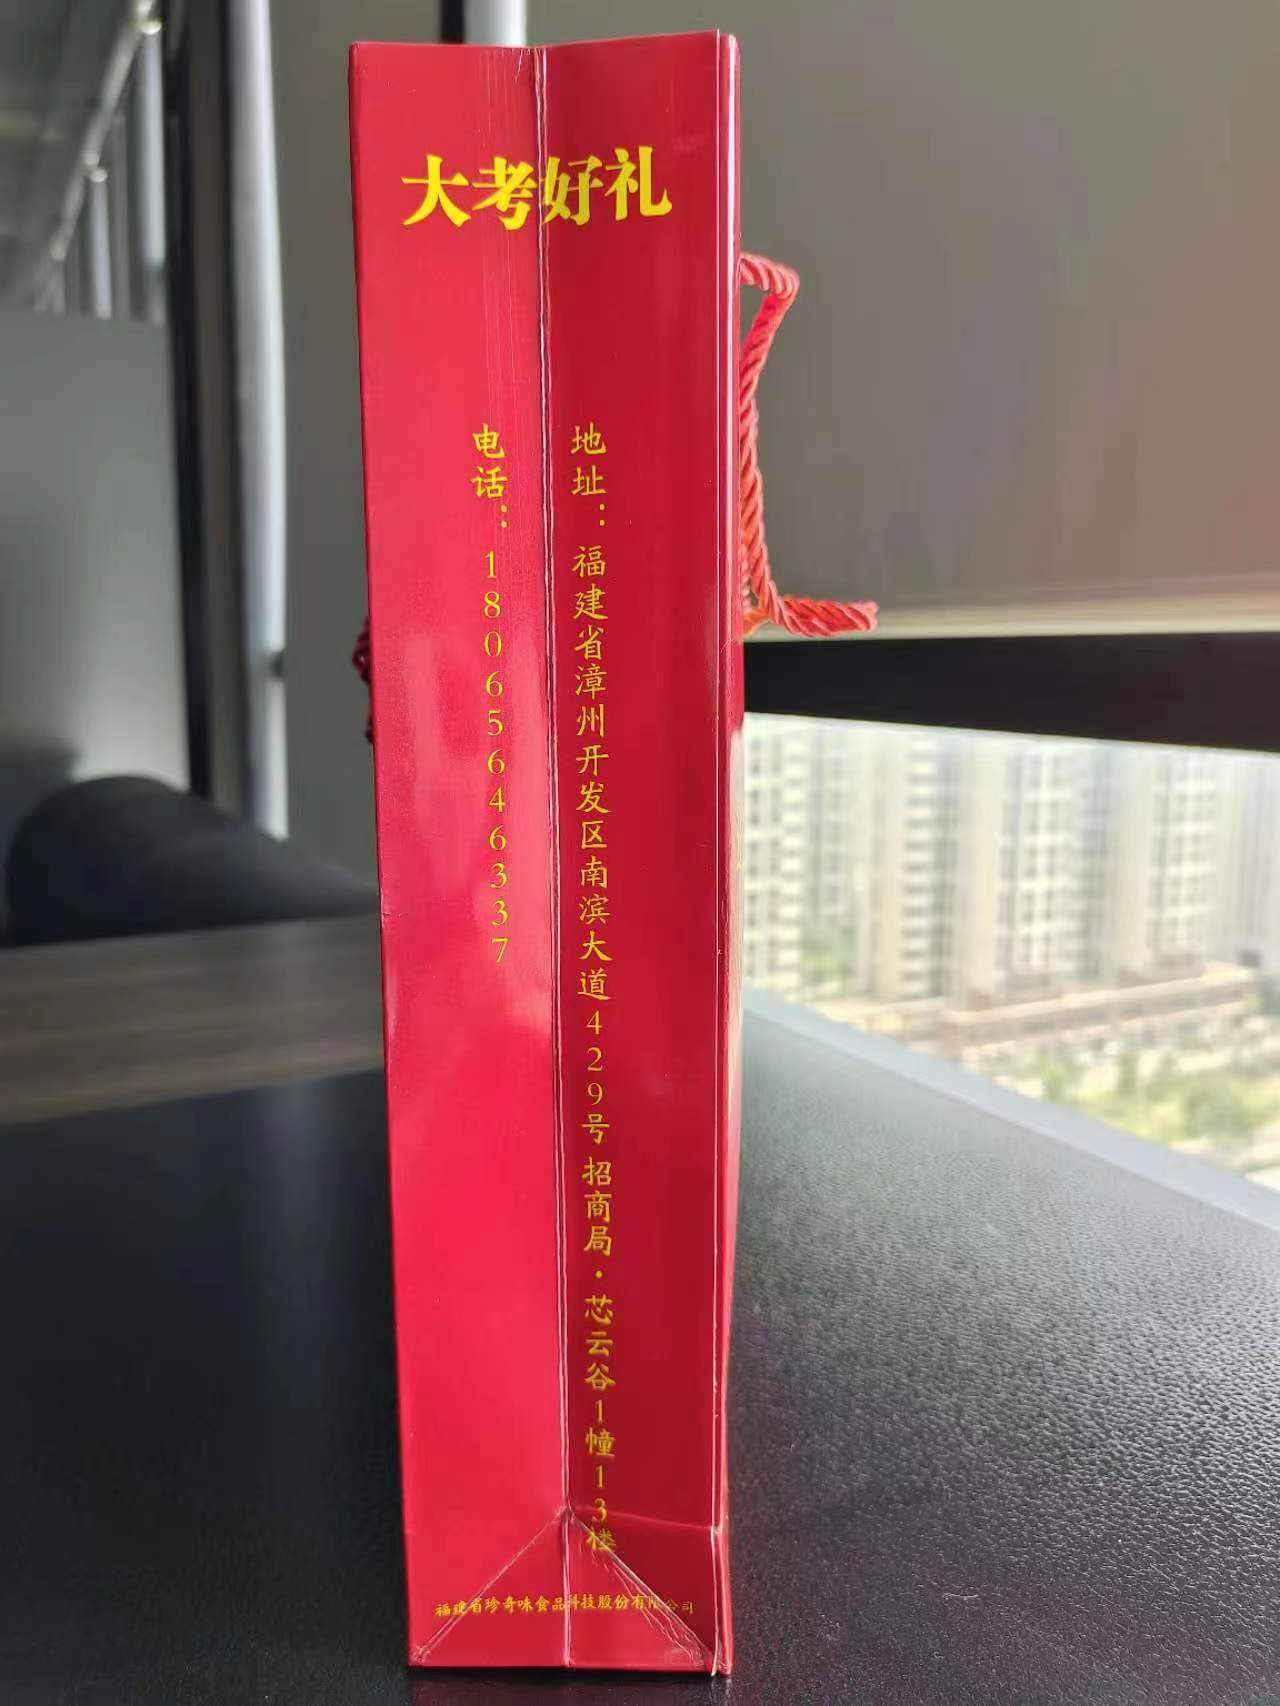 大考好礼
地址：福建省漳州开发区南滨大道429号招商局·芯云谷1幢13楼
电话：18065646337
福建省珍奇味食品科技股份有限公司